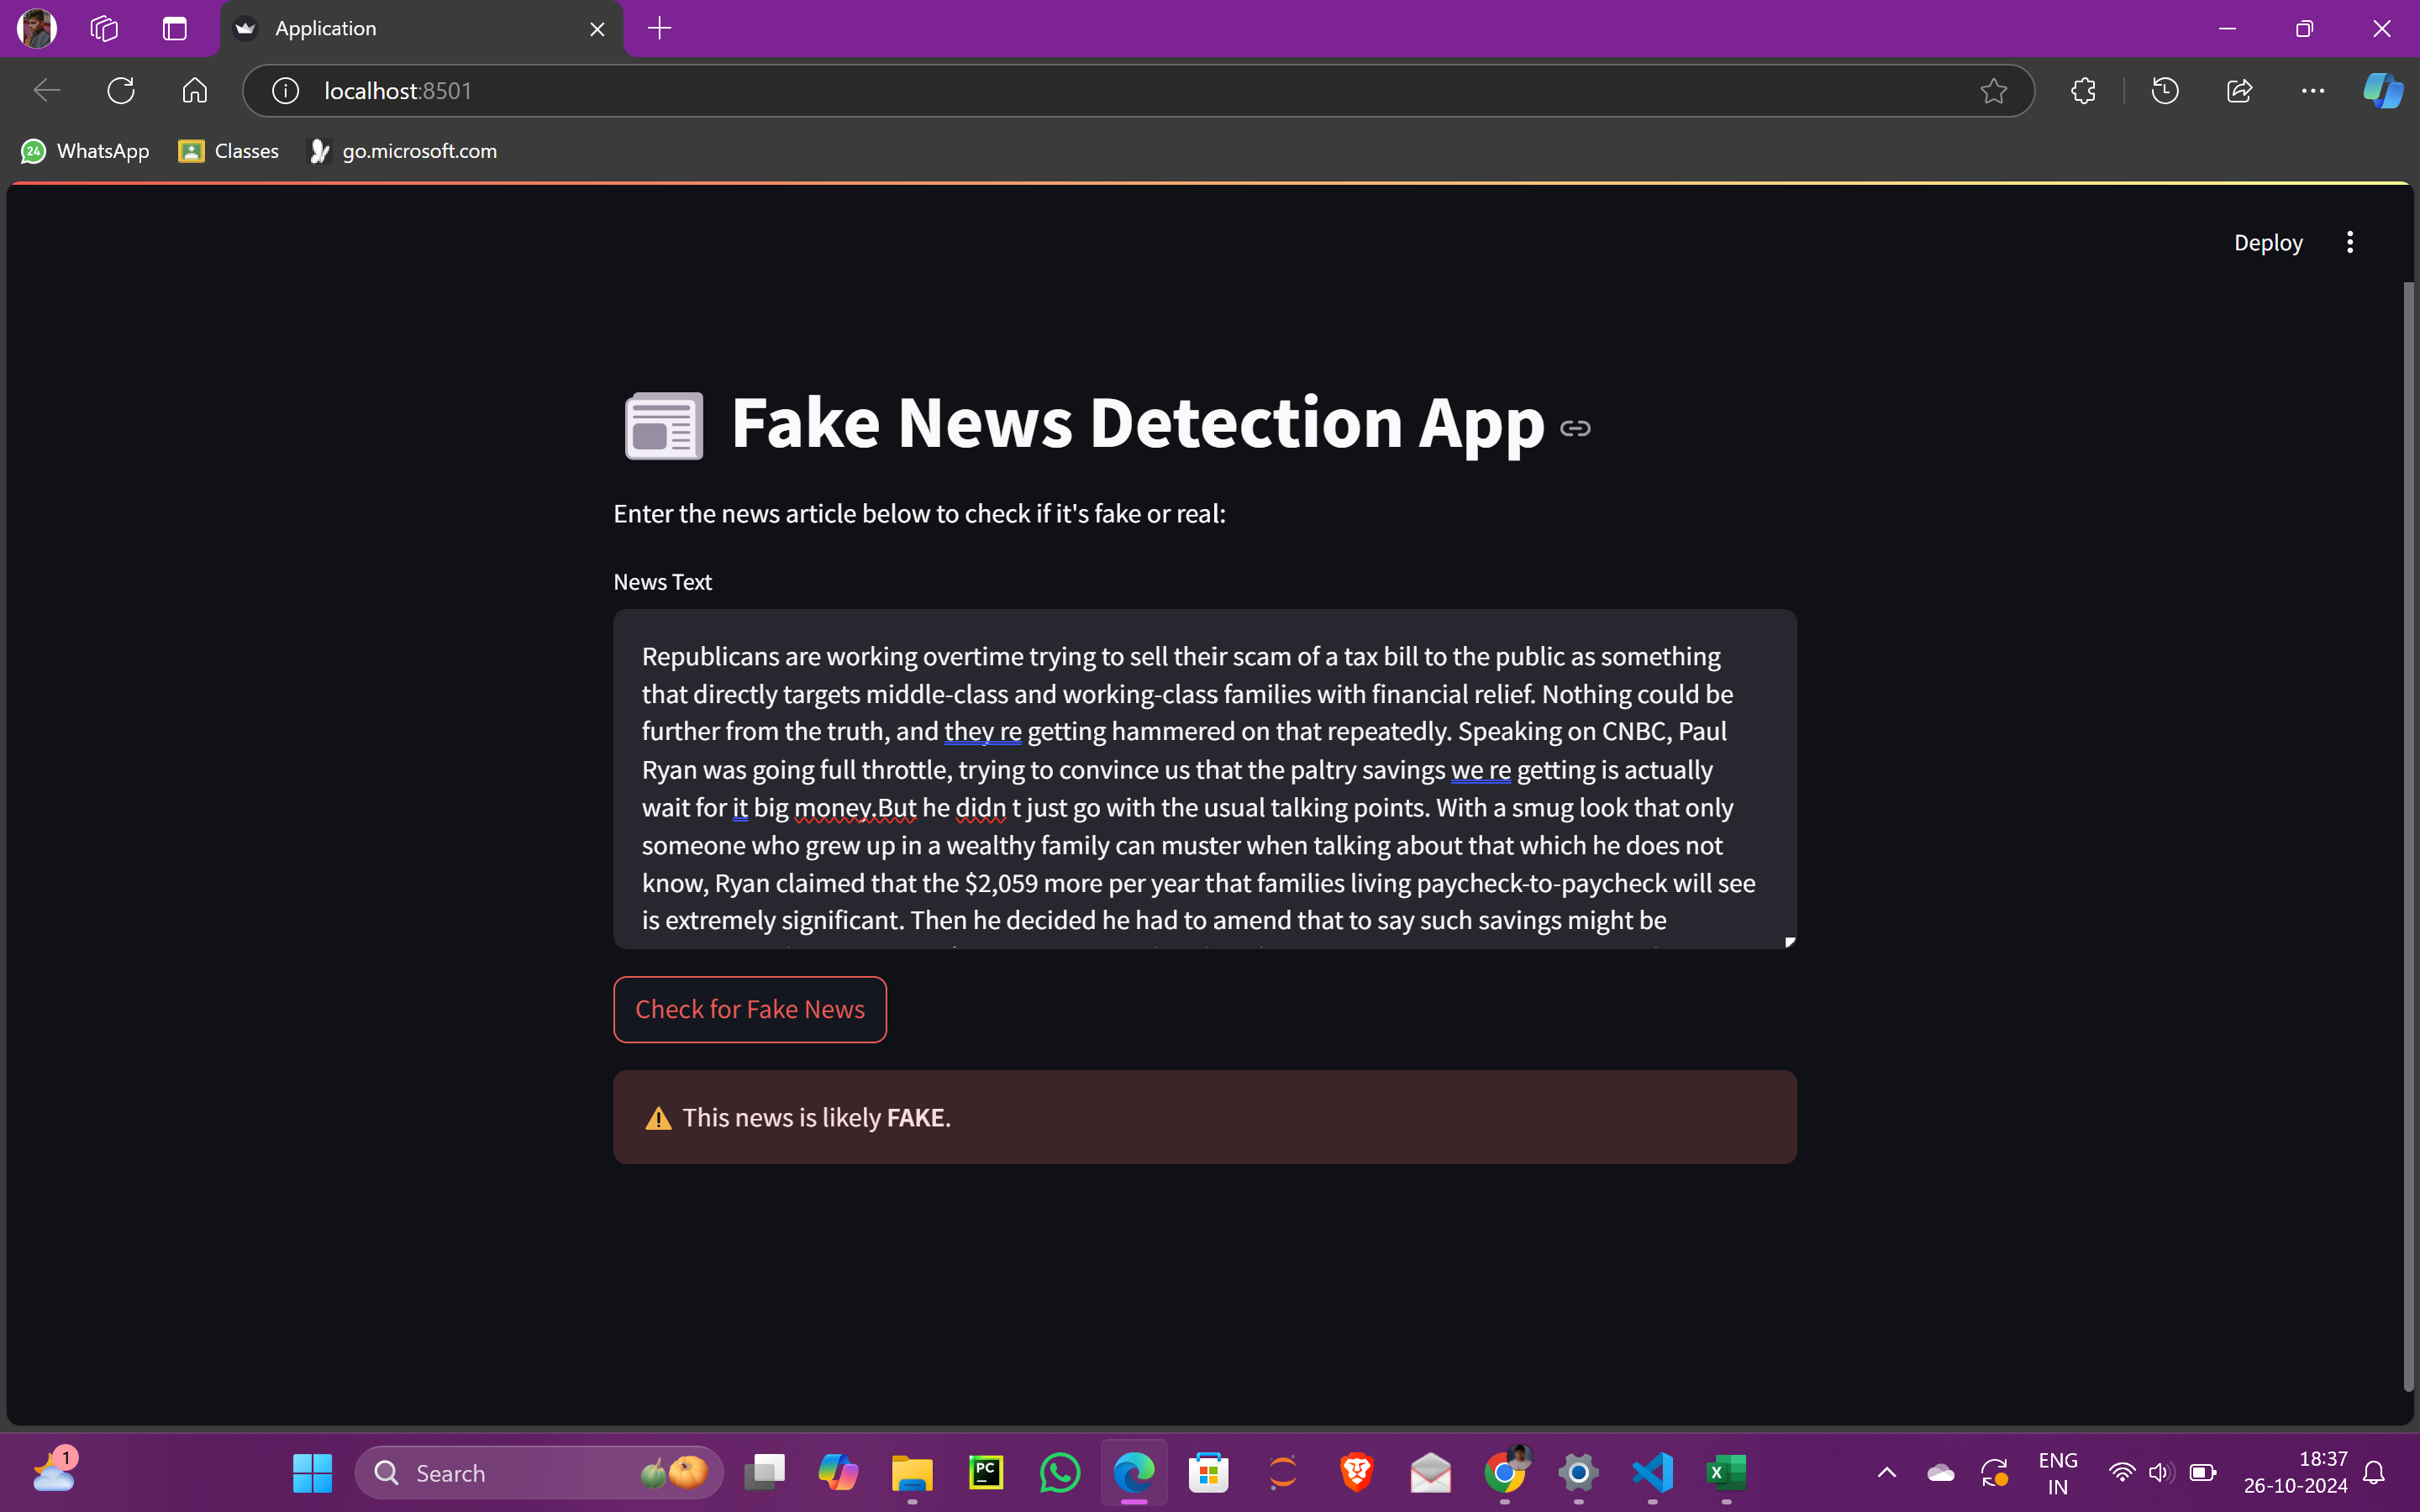 Application
localhost:8501
24
WhatsApp
Classes
go.microsoft.com
Deploy
Fake News Detection App
Enter the news article below to check if it's fake or real:
News Text
Republicans are working overtime trying to sell their scam of a tax bill to the public as something
that directly targets middle-class and working-class families with financial relief. Nothing could be
further from the truth, and they re getting hammered on that repeatedly. Speaking on CNBC, Paul
Ryan was going full throttle, trying to convince us that the paltry savings we re getting is actually
wait for it big money.But he didn t just go with the usual talking points. With a smug look that only
someone who grew up in a wealthy family can muster when talking about that which he does not
know, Ryan claimed that the $2,059 more per year that families living paycheck-to-paycheck will see
is extremely significant. Then he decided he had to amend that to say such savings might be
Check for Fake News
This news is likely FAKE.
1
Search
PC
X
ENG
IN
18:37
26-10-2024